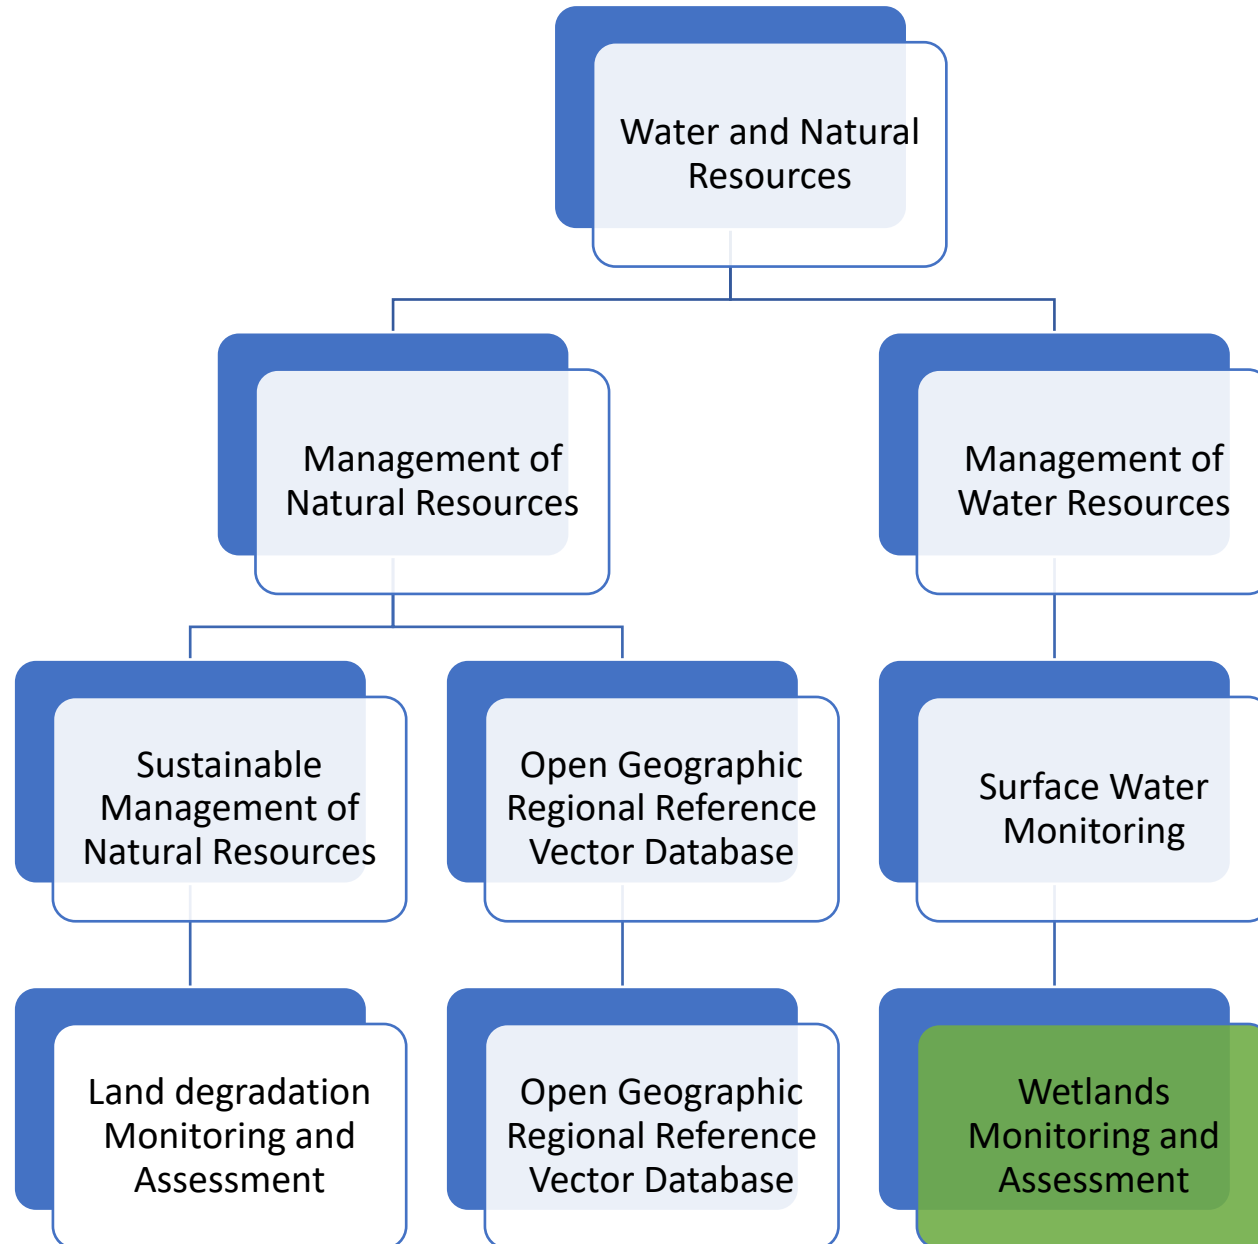 Water and Natural
Resources
Management of
Natural Resources
Management of
Water Resources
Sustainable
Management of
Natural Resources
Open Geographic
Regional Reference
Vector Database
Surface Water
Monitoring
Land degradation
Monitoring and
Assessment
Open Geographic
Regional Reference
Vector Database
Wetlands
Monitoring and
Assessment